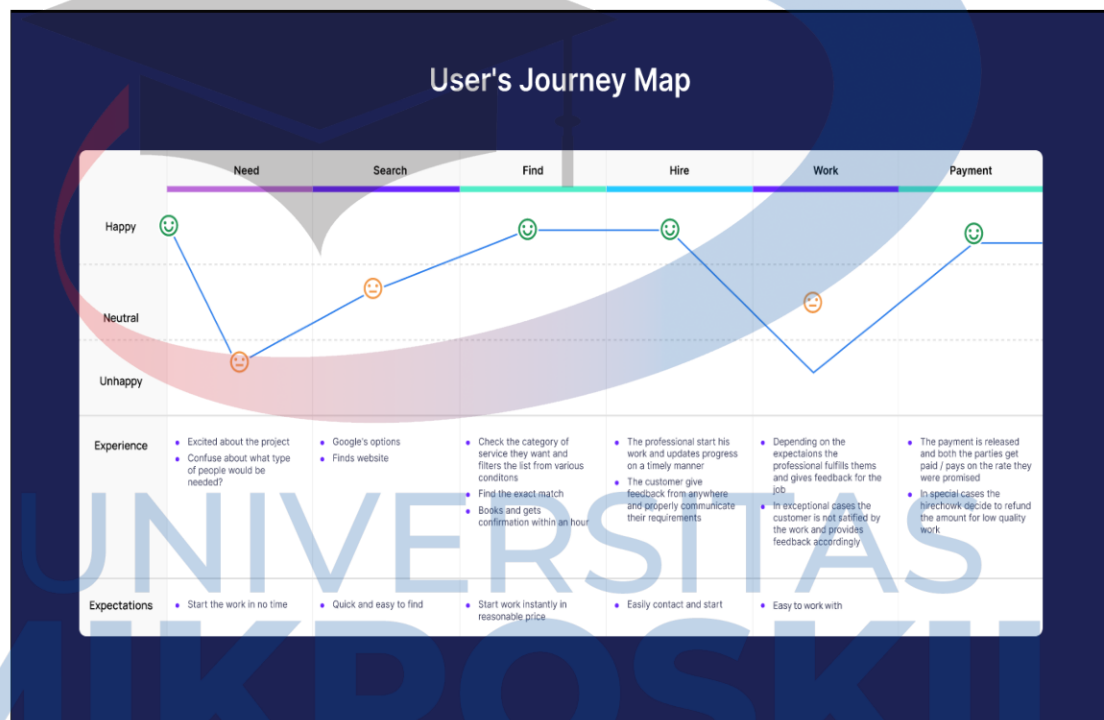 User's Journey Map
Need Search Find Hire Work Payment
Happy
Neutral
Unhappy
Experience
Excited about the project
Confuse about what type
of people would be
needed?
Google's options
Finds website
Check the category of
service they want and
filters the list from various
conditons
Find the exact match
Books and gets
confirmation within an hour
The professional start his
work and updates progress
on a timely manner
The customer give
feedback from anywhere
and properly communicate
their requirements
Depending on the
expectaions the
professional fulfills thems
and gives feedback for the
job
In exceptional cases the
customer is not satified by
the work and provides
feedback accordingly
The payment is released
and both the parties get
paid / pays on the rate they
were promised
In special cases the
hirechowk decide to refund
the amount for low quality
work
Expectations
Start the work in no time
Quick and easy to find
Start work instantly in
reasonable price
Easily contact and start
Easy to work with
UNIVERSITAS
MIKROSKIL